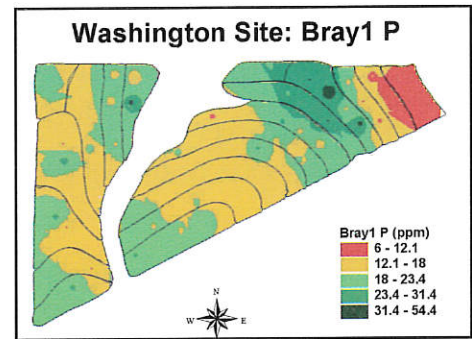 Washington Site: Bray1 P
Bray1 P (ppm)
6 - 12.1
12.1 - 18
18 - 23.4
23.4 - 31.4
31.4 - 54.4
N
W E
S